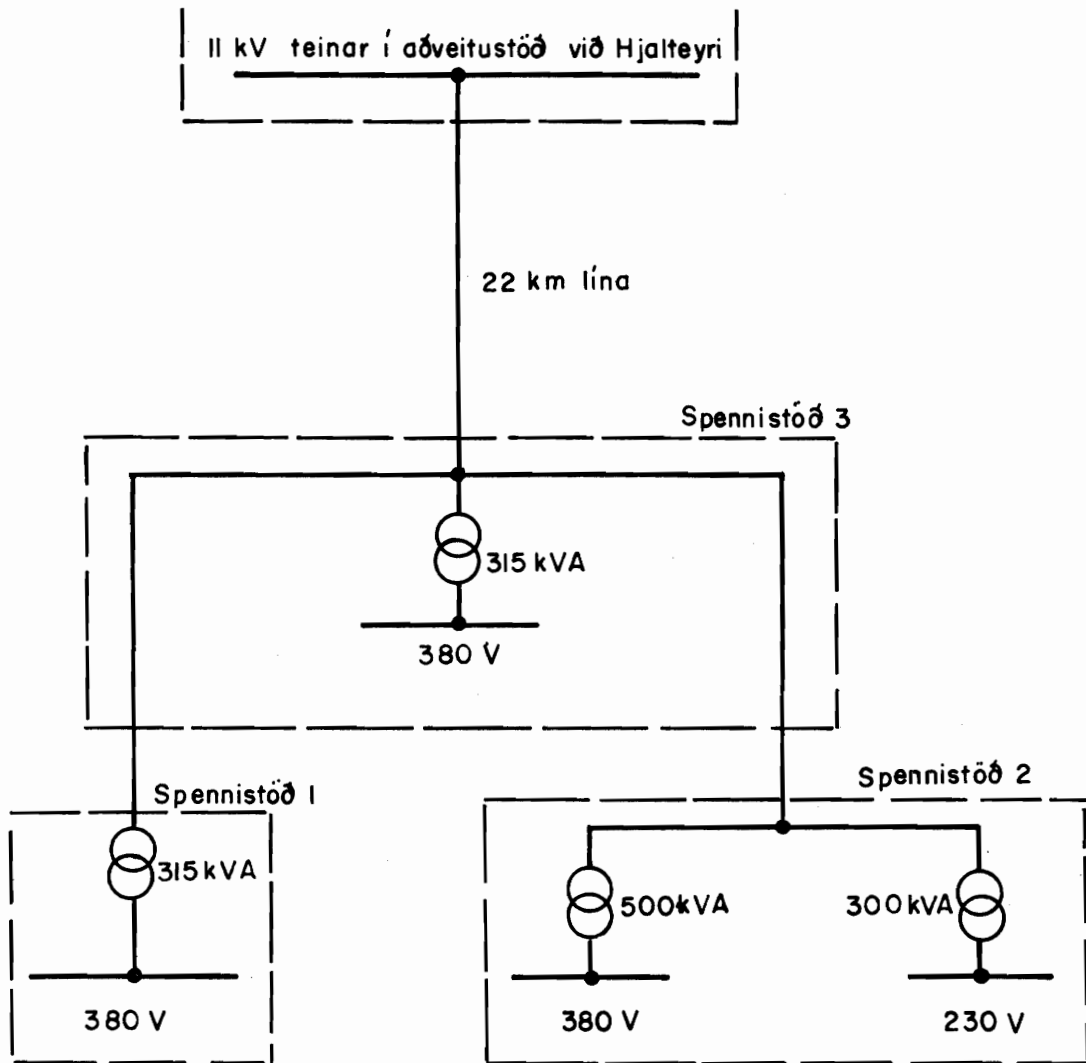 11 kV teinar í aðveitustöð við Hjalteyri
22 km lína
Spennistöð 3
315 kVA
380 V
Spennistöð 1
315 kVA
380 V
Spennistöð 2
500 kVA
300 kVA
380 V
230 V